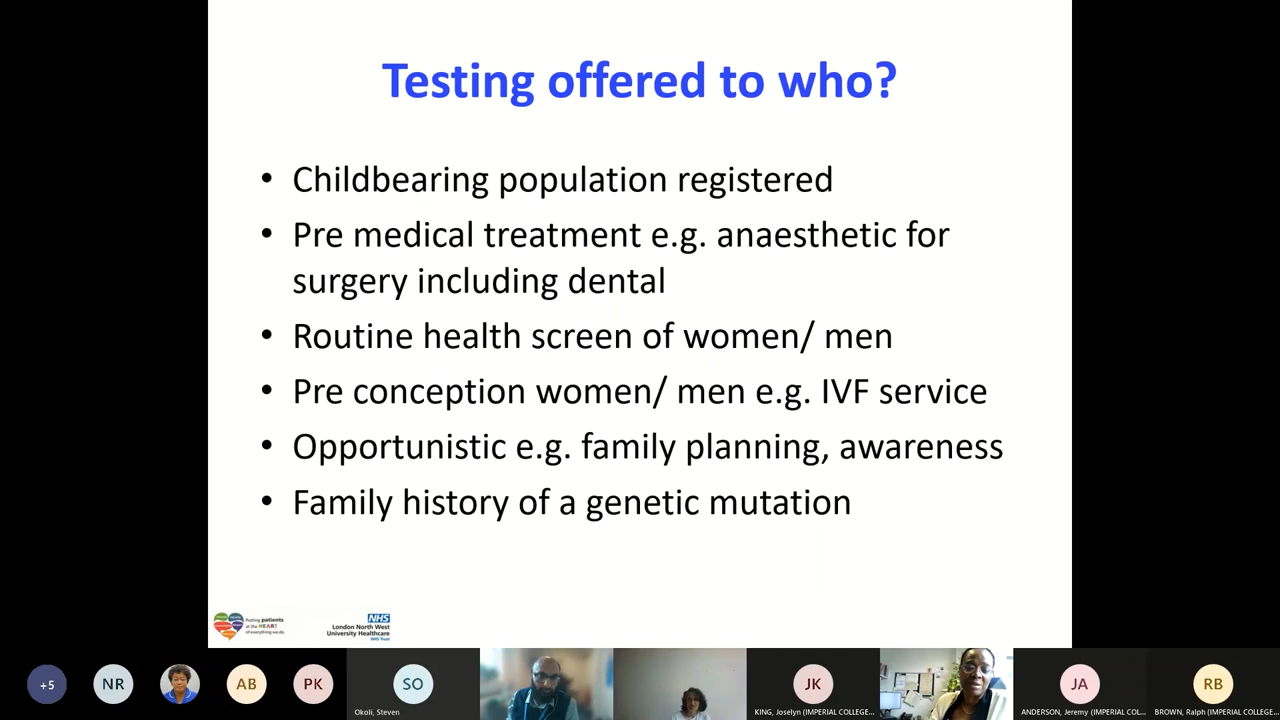 Testing offered to who?
• Childbearing population registered
• Pre medical treatment e.g. anaesthetic for
surgery including dental
• Routine health screen of women/ men
• Pre conception women/ men e.g. IVF service
• Opportunistic e.g. family planning, awareness
• Family history of a genetic mutation
Putting patients
at the HEART
of everything we do
NHS
London North West
University Healthcare
NHS Trust
+5
NR
AB
PK
SO
JK
JA
RB
Okoli, Steven
KING, Joselyn (IMPERIAL COLLEGE...
ANDERSON, Jeremy (IMPERIAL COL...
BROWN, Ralph (IMPERIAL COLLEGE...